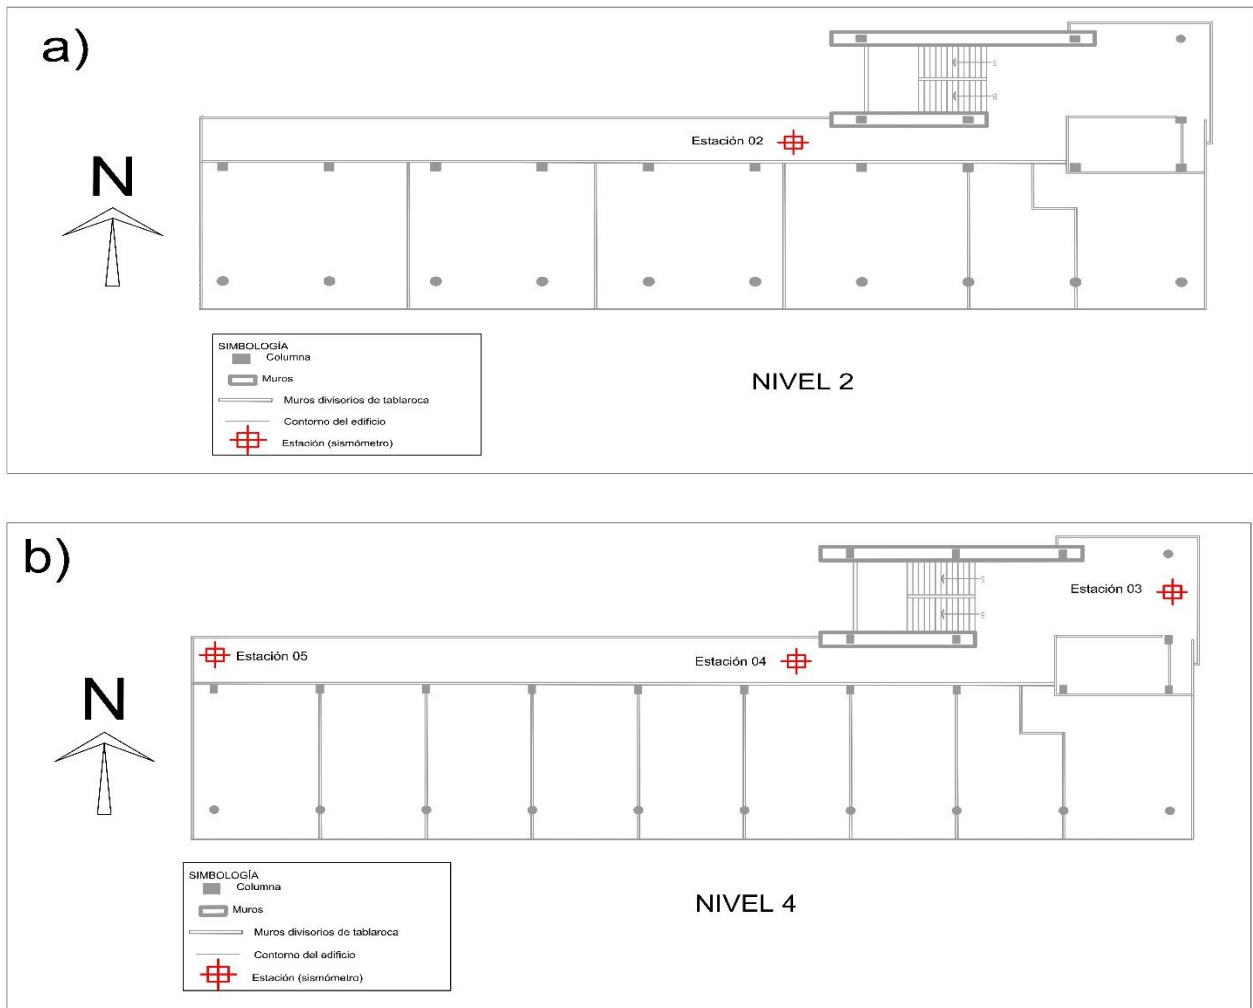 a)
S
B
Estación 02
N
SIMBOLOGÍA
Columna
Muros
Muros divisorios de tablaroca
Contorno del edificio
Estación (sismómetro)
NIVEL 2
b)
S
B
Estación 03
Estación 05
Estación 04
N
SIMBOLOGÍA
Columna
Muros
Muros divisorios de tablaroca
Contorno del edificio
Estación (sismómetro)
NIVEL 4